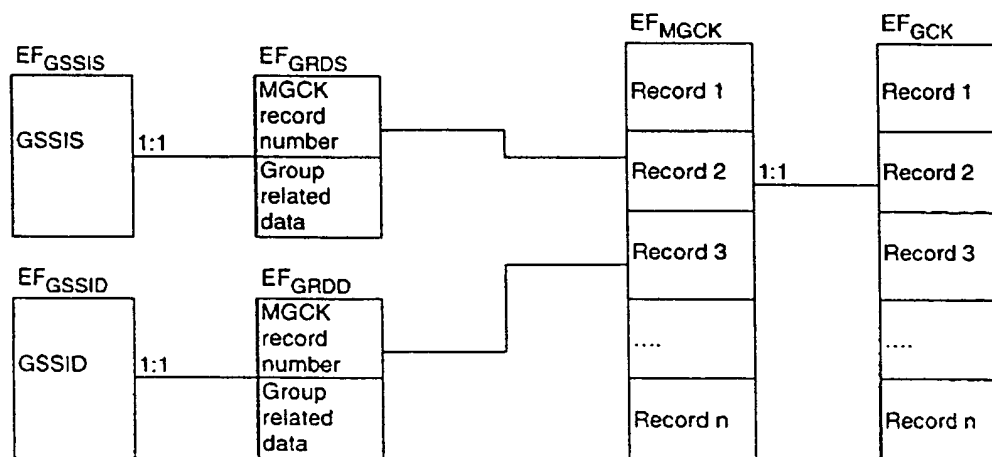 EFGSSIS
GSSIS
1:1
EFGRDS
MGCK
record
number
Group
related
data
EFGSSID
GSSID
1:1
EFGRDD
MGCK
record
number
Group
related
data
EFMGCK
Record 1
Record 2
Record 3
....
Record n
1:1
EFGCK
Record 1
Record 2
Record 3
....
Record n